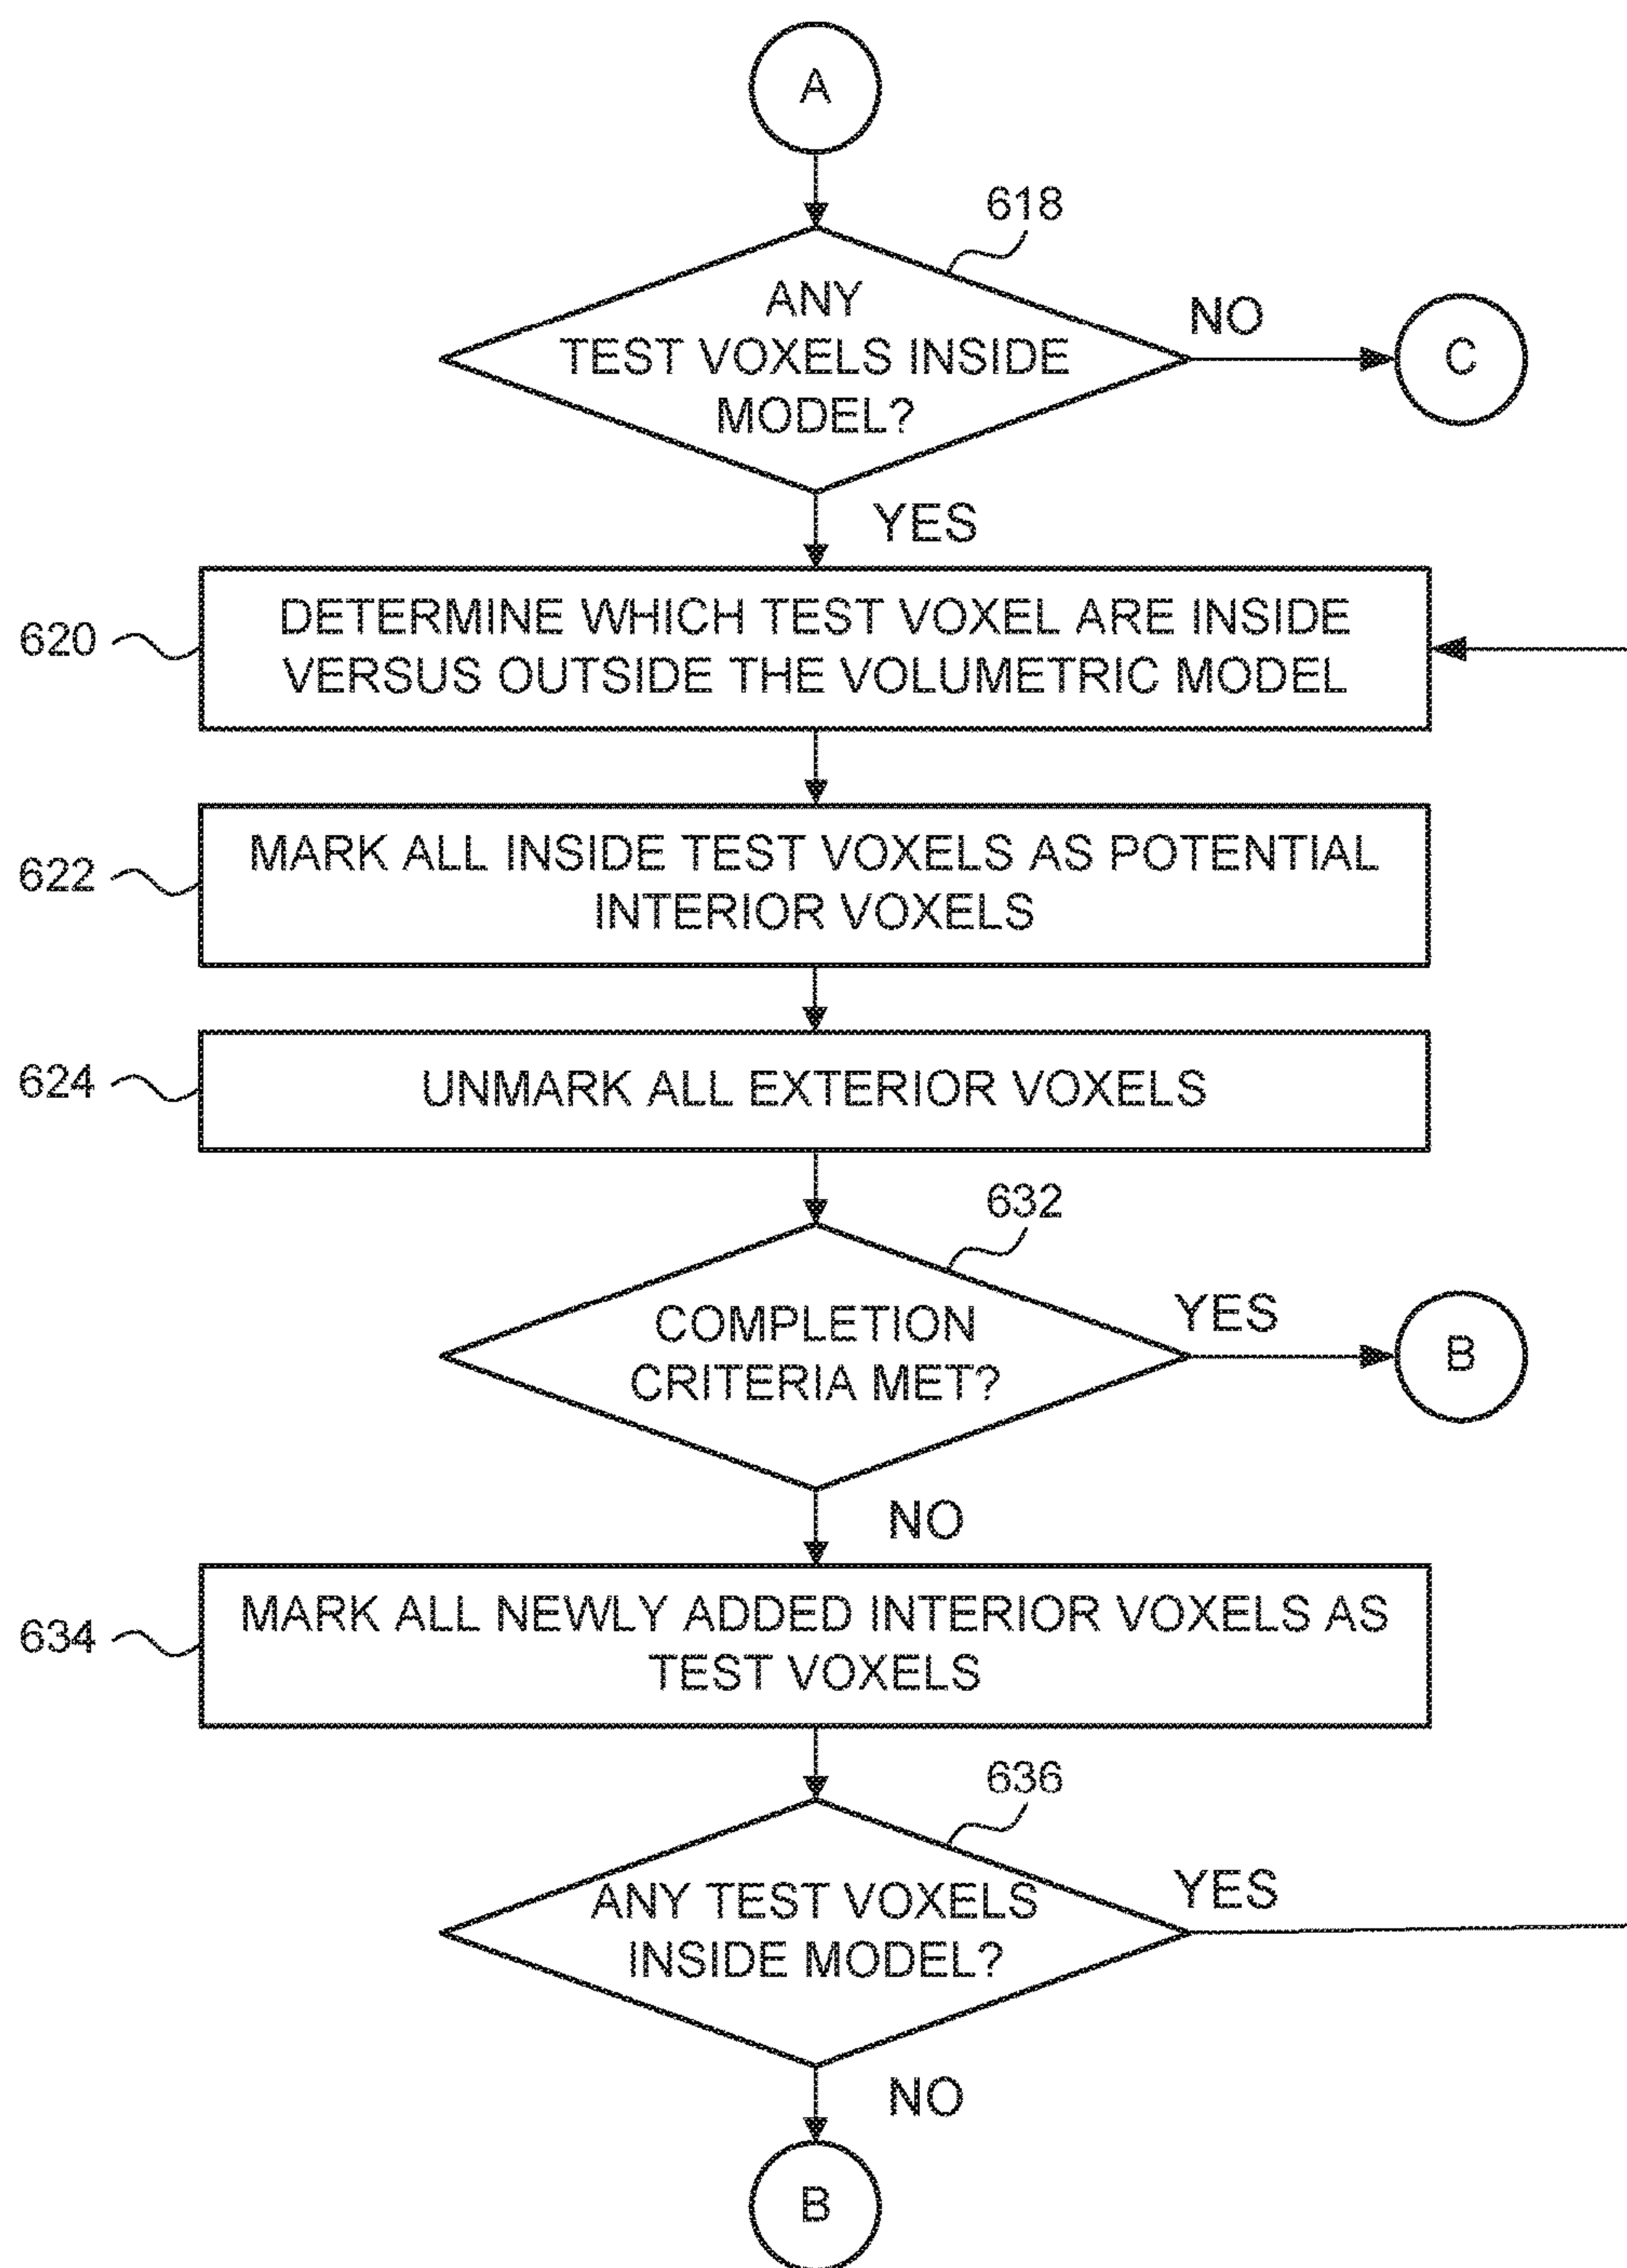 A
618
ANY
TEST VOXELS INSIDE
MODEL?
NO
C
YES
620
DETERMINE WHICH TEST VOXEL ARE INSIDE
VERSUS OUTSIDE THE VOLUMETRIC MODEL
622
MARK ALL INSIDE TEST VOXELS AS POTENTIAL
INTERIOR VOXELS
624
UNMARK ALL EXTERIOR VOXELS
632
COMPLETION
CRITERIA MET?
YES
B
NO
634
MARK ALL NEWLY ADDED INTERIOR VOXELS AS
TEST VOXELS
636
ANY TEST VOXELS
INSIDE MODEL?
YES
NO
B